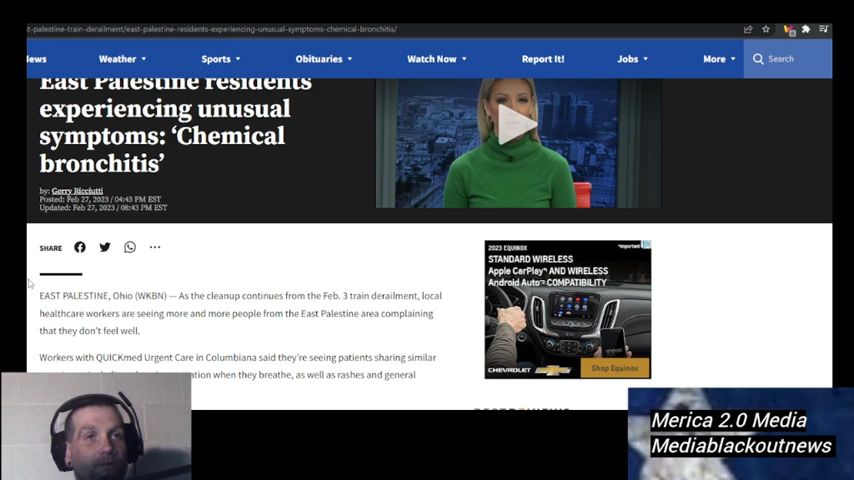 t-palestine-train-derailment/east-palestine-residents-experiencing-unusual-symptoms-chemical-bronchitis/
ews
Weather
Sports
Obituaries
Watch Now
Report It!
Jobs
More
Search
East Palestine residents
experiencing unusual
symptoms: ‘Chemical
bronchitis’
by: Gerry Ricciutti
Posted: Feb 27, 2023 / 04:43 PM EST
Updated: Feb 27, 2023 / 08:43 PM EST
SHARE
EAST PALESTINE, Ohio (WKBN) — As the cleanup continues from the Feb. 3 train derailment, local
healthcare workers are seeing more and more people from the East Palestine area complaining
that they don’t feel well.
Workers with QUICKmed Urgent Care in Columbiana said they’re seeing patients sharing similar
ation when they breathe, as well as rashes and general
2023 EQUINOX
*Important
STANDARD WIRELESS
Apple CarPlay® AND WIRELESS
Android Auto™ COMPATIBILITY
CHEVROLET
Shop Equinox
Merica 2.0 Media
Mediablackoutnews